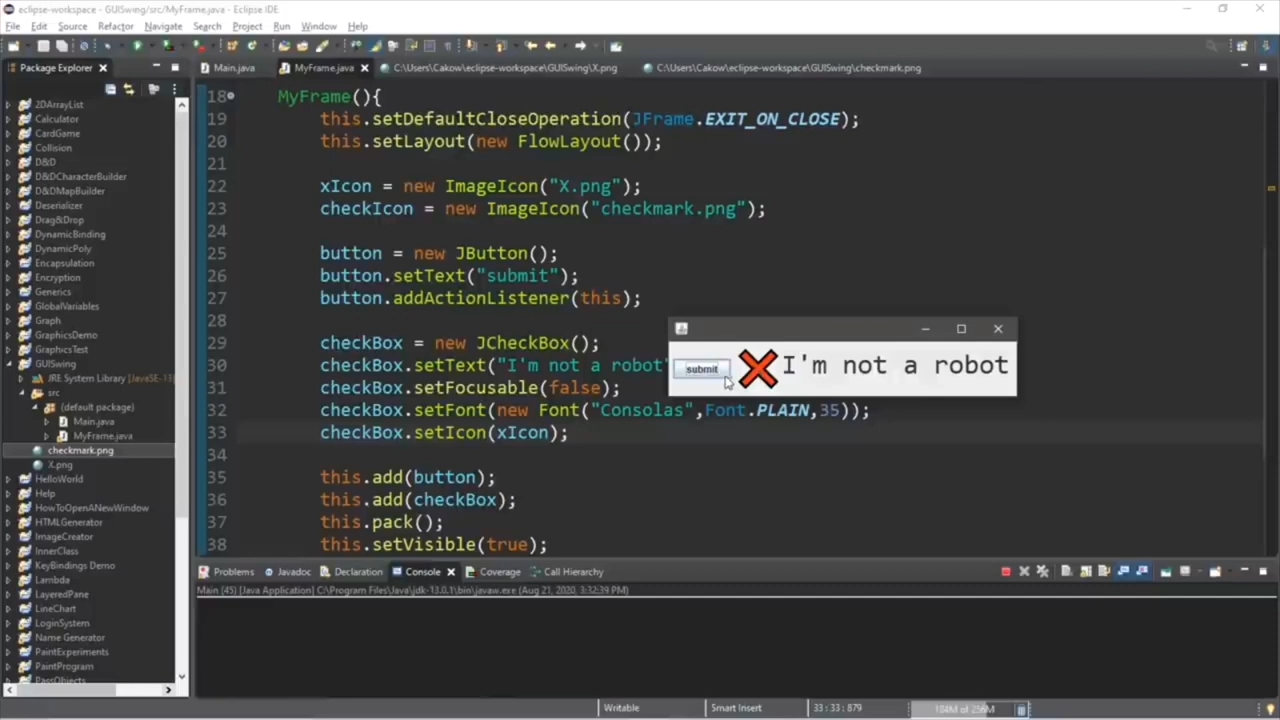 eclipse-workspace - GUISwing/src/MyFrame.java - Eclipse IDE
File Edit Source Refactor Navigate Search Project Run Window Help
Package Explorer
Main.java
MyFrame.java
C:\Users\Cakow\eclipse-workspace\GUISwing\X.png
C:\Users\Cakow\eclipse-workspace\GUISwing\checkmark.png
2DArrayList
Calculator
CardGame
Collision
D&D
D&DCharacterBuilder
D&DMapBuilder
Deserializer
Drag&Drop
DynamicBinding
DynamicPoly
Encapsulation
Encryption
Generics
GlobalVariables
Graph
GraphicsDemo
GraphicsTest
GUISwing
JRE System Library [JavaSE-13]
src
(default package)
Main.java
MyFrame.java
checkmark.png
X.png
HelloWorld
Help
HowToOpenANewWindow
HTMLGenerator
ImageCreator
InnerClass
KeyBindings Demo
Lambda
LayeredPane
LineChart
LoginSystem
Name Generator
PaintExperiments
PaintProgram
PassObjects
18 MyFrame(){
19 this.setDefaultCloseOperation(JFrame.EXIT_ON_CLOSE);
20 this.setLayout(new FlowLayout());
21
22 xIcon = new ImageIcon("X.png");
23 checkIcon = new ImageIcon("checkmark.png");
24
25 button = new JButton();
26 button.setText("submit");
27 button.addActionListener(this);
28
29 checkBox = new JCheckBox();
30 checkBox.setText("I'm not a robot"
31 checkBox.setFocusable(false);
32 checkBox.setFont(new Font("Consolas",Font.PLAIN,35));
33 checkBox.setIcon(xIcon);
34
35 this.add(button);
36 this.add(checkBox);
37 this.pack();
38 this.setVisible(true);
submit I'm not a robot
Problems Javadoc Declaration Console Coverage Call Hierarchy
Main (45) [Java Application] C:\Program Files\Java\jdk-13.0.1\bin\javaw.exe (Aug 21, 2020, 3:32:39 PM)
Writable Smart Insert 33 : 33 : 879 184M of 256M